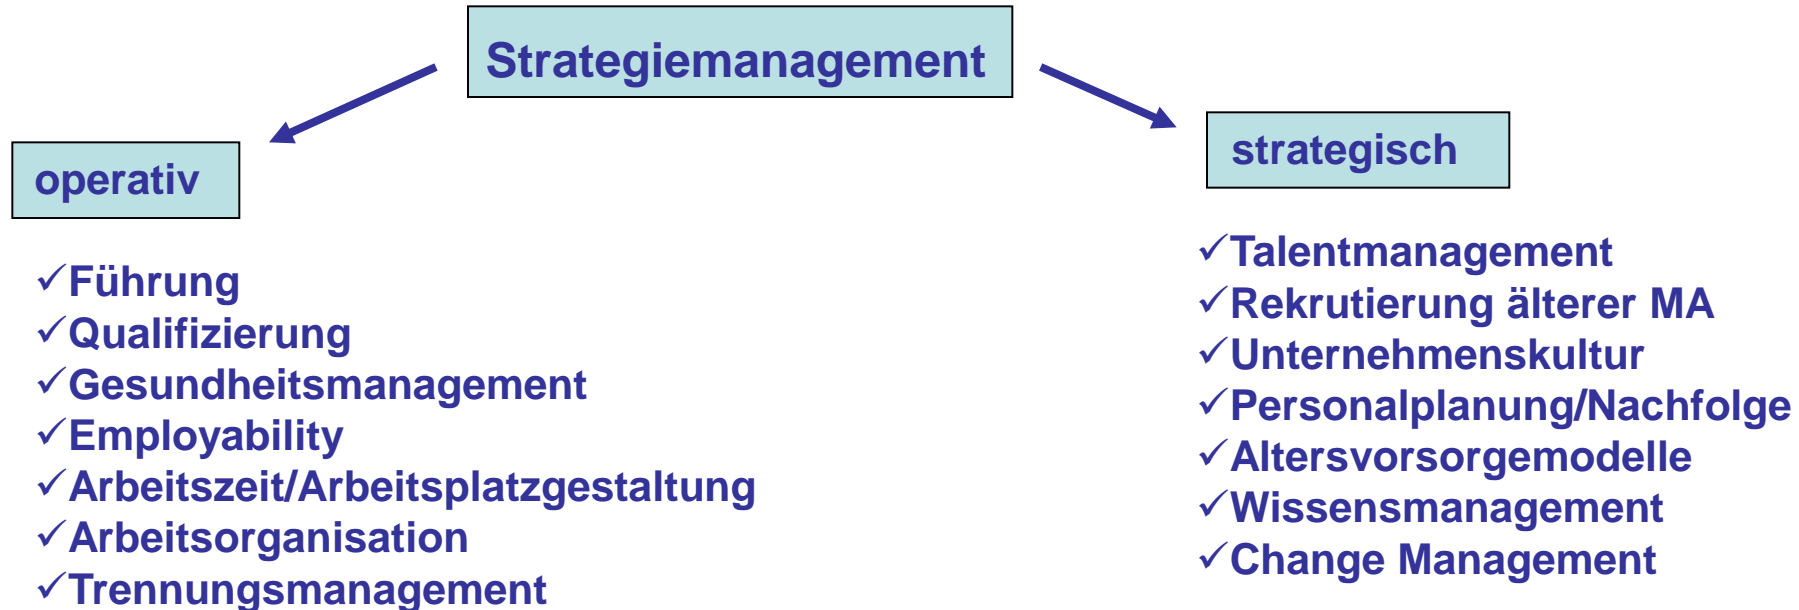 Strategiemanagement
operativ
✓Führung
✓Qualifizierung
✓Gesundheitsmanagement
✓Employability
✓Arbeitszeit/Arbeitsplatzgestaltung
✓Arbeitsorganisation
✓Trennungsmanagement
strategisch
✓Talentmanagement
✓Rekrutierung älterer MA
✓Unternehmenskultur
✓Personalplanung/Nachfolge
✓Altersvorsorgemodelle
✓Wissensmanagement
✓Change Management